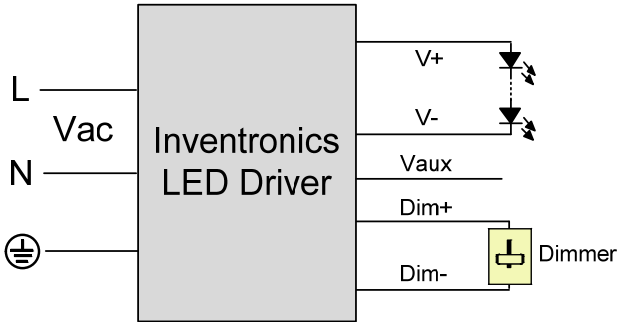 L
Vac
N
Inventronics
LED Driver
V+
V-
Vaux
Dim+
Dim-
Dimmer